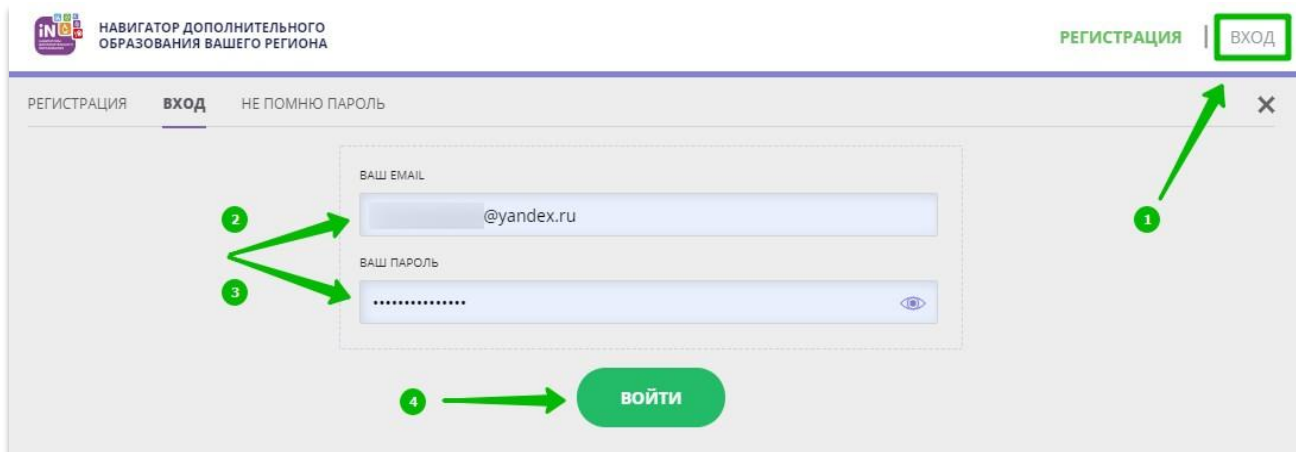 iN
НАВИГАТОР ДОПОЛНИТЕЛЬНОГО
ОБРАЗОВАНИЯ ВАШЕГО РЕГИОНА
РЕГИСТРАЦИЯ | ВХОД
РЕГИСТРАЦИЯ ВХОД НЕ ПОМНЮ ПАРОЛЬ
ВАШ EMAIL
@yandex.ru
2
1
ВАШ ПАРОЛЬ
3
4
ВОЙТИ